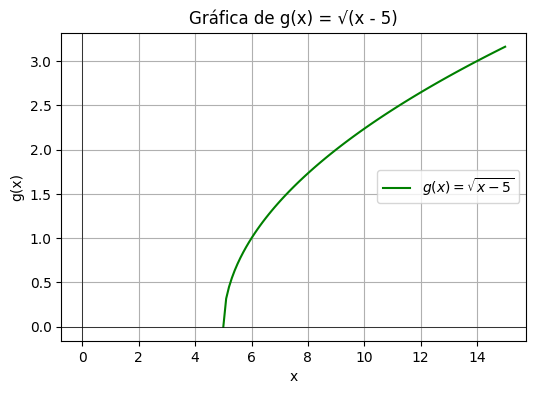 Gráfica de g(x) = √(x - 5)
3.0
2.5
2.0
1.5
1.0
0.5
0.0
g(x)
g(x) = √x − 5
0 2 4 6 8 10 12 14
x